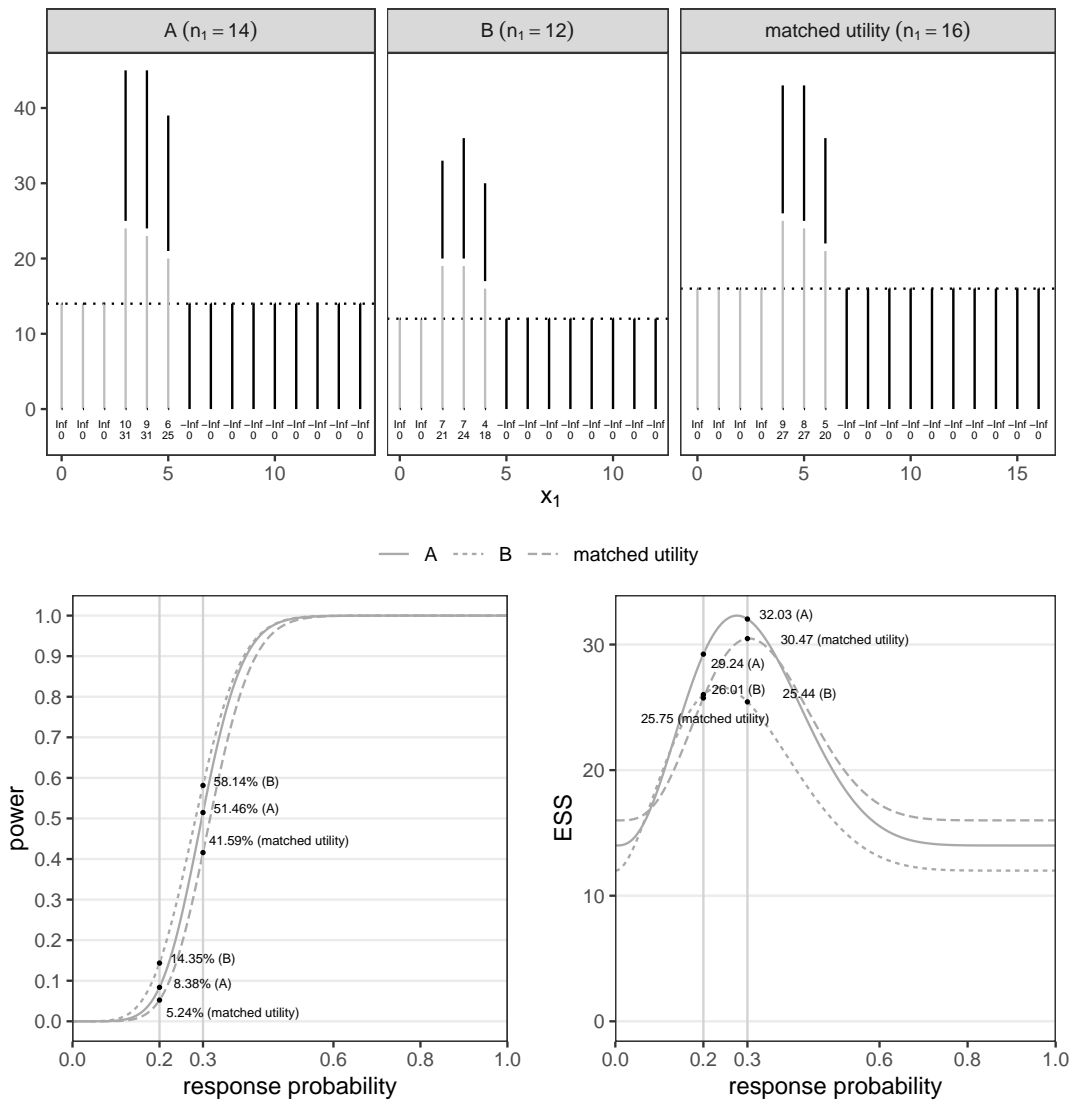 A (n₁ = 14) B (n₁ = 12) matched utility (n₁ = 16)
40
30
20
10
0
Inf Inf Inf 10 9 6 −Inf −Inf −Inf −Inf −Inf −Inf −Inf −Inf −Inf Inf Inf 7 7 4 −Inf −Inf −Inf −Inf −Inf −Inf −Inf −Inf Inf Inf Inf Inf 9 8 5 −Inf −Inf −Inf −Inf −Inf −Inf −Inf −Inf −Inf −Inf
0 0 0 31 31 25 0 0 0 0 0 0 0 0 0 0 0 21 24 18 0 0 0 0 0 0 0 0 0 0 0 0 27 27 20 0 0 0 0 0 0 0 0 0 0
0 5 10 0 5 10 0 5 10 15
x₁
A B matched utility
power
1.0
0.9
0.8
0.7
0.6
0.5
0.4
0.3
0.2
0.1
0.0
58.14% (B)
51.46% (A)
41.59% (matched utility)
14.35% (B)
8.38% (A)
5.24% (matched utility)
0.0 0.2 0.3 0.6 1.0
response probability
ESS
30
20
10
0
32.03 (A)
30.47 (matched utility)
29.24 (A)
26.01 (B)
25.44 (B)
25.75 (matched utility)
0.0 0.2 0.3 0.6 1.0
response probability